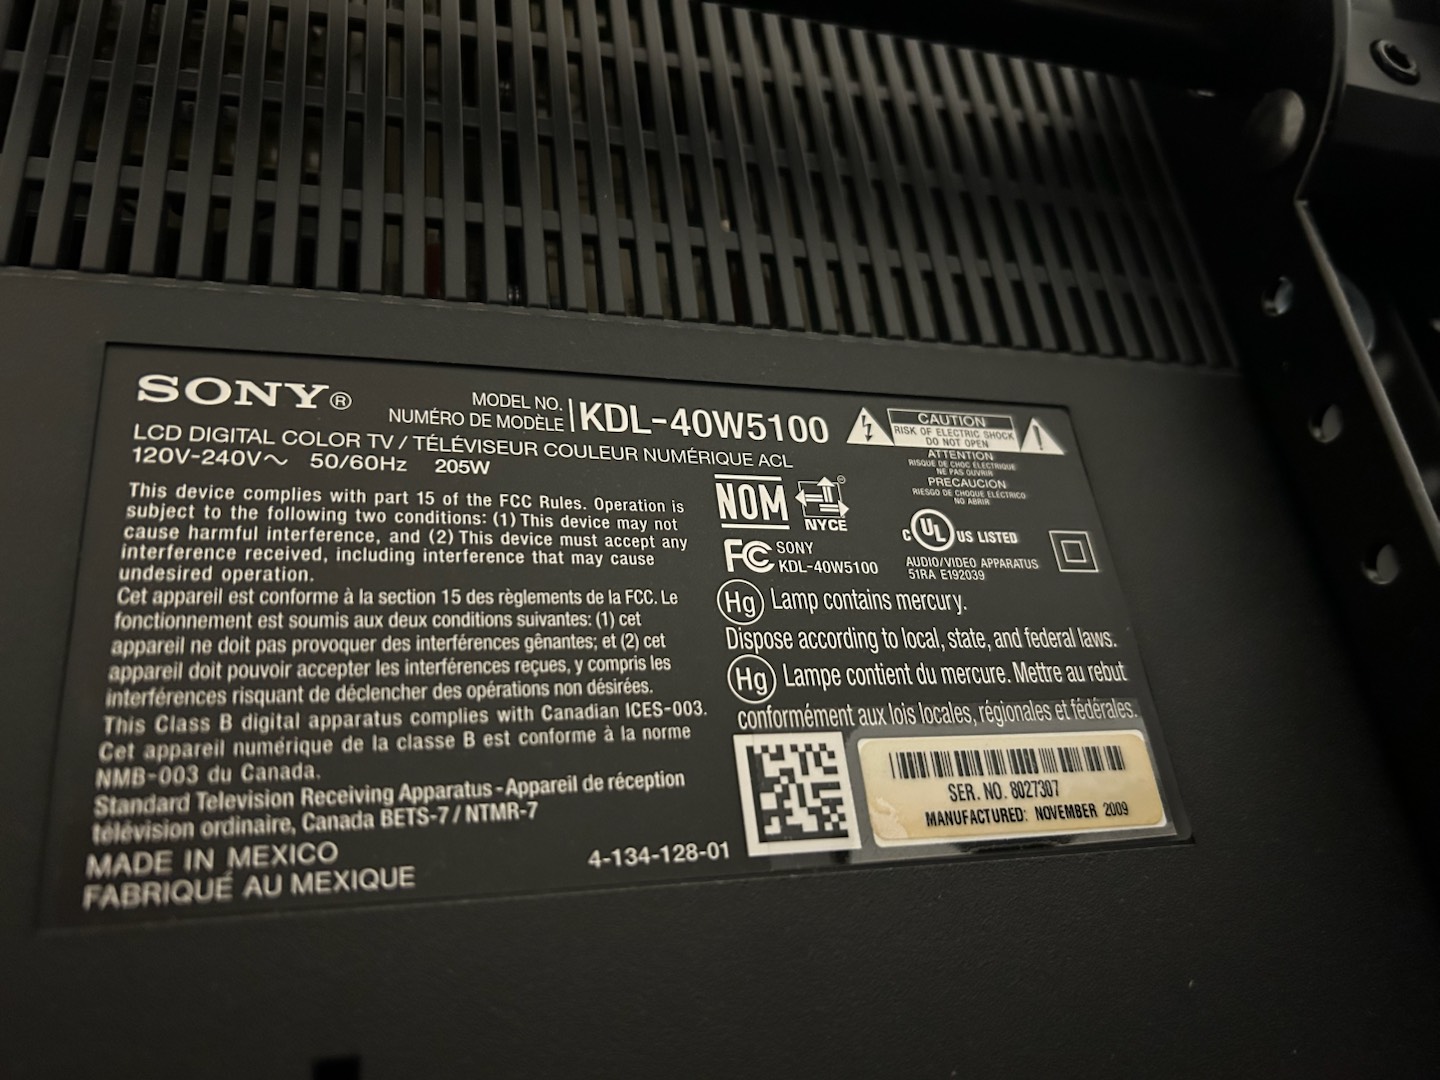 SONY®
MODEL NO.
NUMÉRO DE MODÈLE
KDL-40W5100
LCD DIGITAL COLOR TV / TÉLÉVISEUR COULEUR NUMÉRIQUE ACL
120V-240V~ 50/60Hz 205W
This device complies with part 15 of the FCC Rules. Operation is
subject to the following two conditions: (1) This device may not
cause harmful interference, and (2) This device must accept any
interference received, including interference that may cause
undesired operation.
Cet appareil est conforme à la section 15 des règlements de la FCC. Le
fonctionnement est soumis aux deux conditions suivantes: (1) cet
appareil ne doit pas provoquer des interférences gênantes; et (2) cet
appareil doit pouvoir accepter les interférences reçues, y compris les
interférences risquant de déclencher des opérations non désirées.
This Class B digital apparatus complies with Canadian ICES-003.
Cet appareil numérique de la classe B est conforme à la norme
NMB-003 du Canada.
Standard Television Receiving Apparatus - Appareil de réception
télévision ordinaire, Canada BETS-7 / NTMR-7
MADE IN MEXICO
FABRIQUÉ AU MEXIQUE
4-134-128-01
CAUTION
RISK OF ELECTRIC SHOCK
DO NOT OPEN
ATTENTION
RISQUE DE CHOC ÉLECTRIQUE
NE PAS OUVRIR
PRECAUCION
RIESGO DE CHOQUE ELÉCTRICO
NO ABRIR
NOM
NYCE
FC SONY
KDL-40W5100
C UL US LISTED
AUDIO/VIDEO APPARATUS
51RA E192039
Hg Lamp contains mercury.
Dispose according to local, state, and federal laws.
Hg Lampe contient du mercure. Mettre au rebut
conformément aux lois locales, régionales et fédérales.
SER. NO. 8027307
MANUFACTURED: NOVEMBER 2009